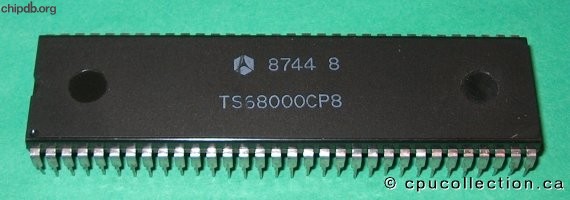 chipdb.org
8744 8
TS68000CP8
© cpucollection.ca